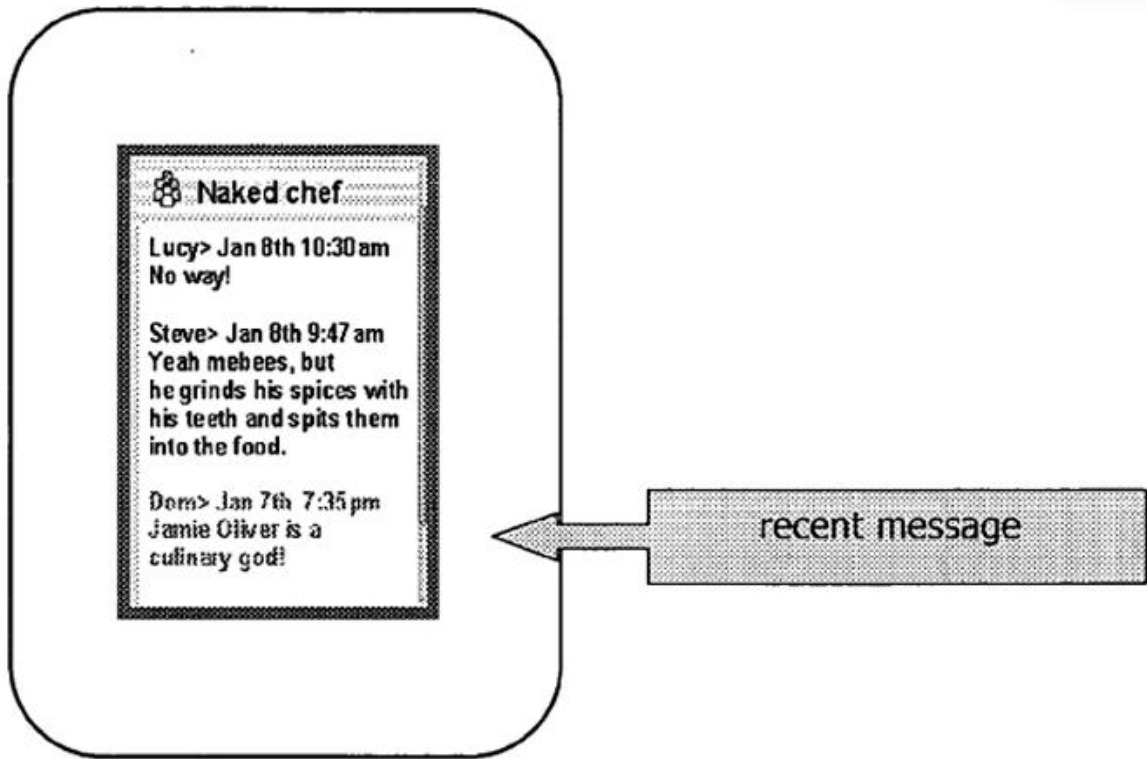 Naked chef
Lucy> Jan 8th 10:30 am
No way!
Steve> Jan 8th 9:47 am
Yeah mebees, but
he grinds his spices with
his teeth and spits them
into the food.
Dom> Jan 7th 7:35 pm
Jamie Oliver is a
culinary god!
recent message